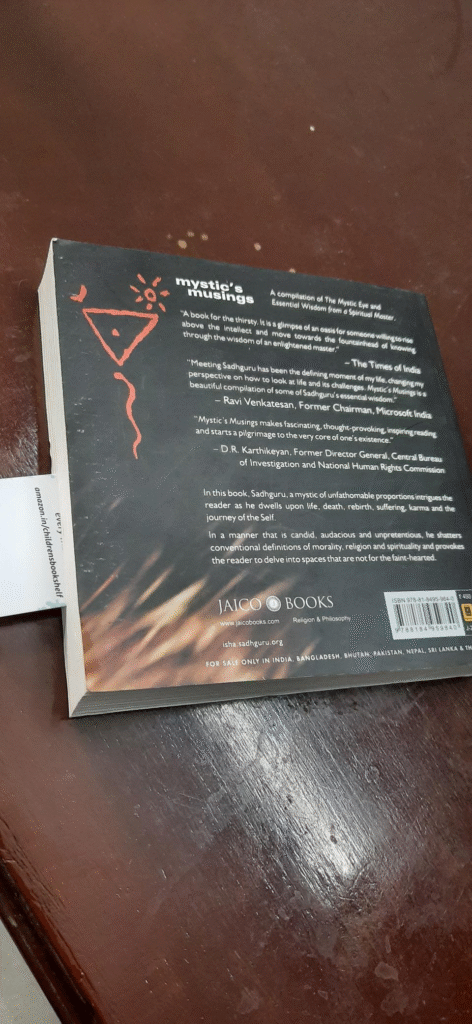 mystic's
musings
A compilation of The Mystic Eye and
Essential Wisdom from a Spiritual Master.
"A book for the thirsty. It is a glimpse of an oasis for someone willing to rise
above the intellect and move towards the fountainhead of knowing
through the wisdom of an enlightened master."
– The Times of India
"Meeting Sadhguru has been the defining moment of my life, changing my
perspective on how to look at life and its challenges. Mystic's Musings is a
beautiful compilation of some of Sadhguru's essential wisdom."
– Ravi Venkatesan, Former Chairman, Microsoft India
"Mystic's Musings makes fascinating, thought-provoking, inspiring reading
and starts a pilgrimage to the very core of one's existence."
– D.R. Karthikeyan, Former Director General, Central Bureau
of Investigation and National Human Rights Commission
In this book, Sadhguru, a mystic of unfathomable proportions intrigues the
reader as he dwells upon life, death, rebirth, suffering, karma and the
journey of the Self.
In a manner that is candid, audacious and unpretentious, he shatters
conventional definitions of morality, religion and spirituality and provokes
the reader to delve into spaces that are not for the faint-hearted.
JAICO BOOKS
www.jaicobooks.com Religion & Philosophy
isha.sadhguru.org
FOR SALE ONLY IN INDIA, BANGLADESH, BHUTAN, PAKISTAN, NEPAL, SRI LANKA &
ISBN 978-81-8495-984-0
₹ 450
9 788184 959840
amazon.in/childrensbookshelf